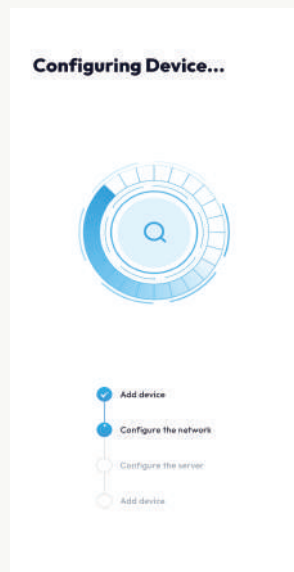 Configuring Device...
Add device
Configure the network
Configure the server
Add device